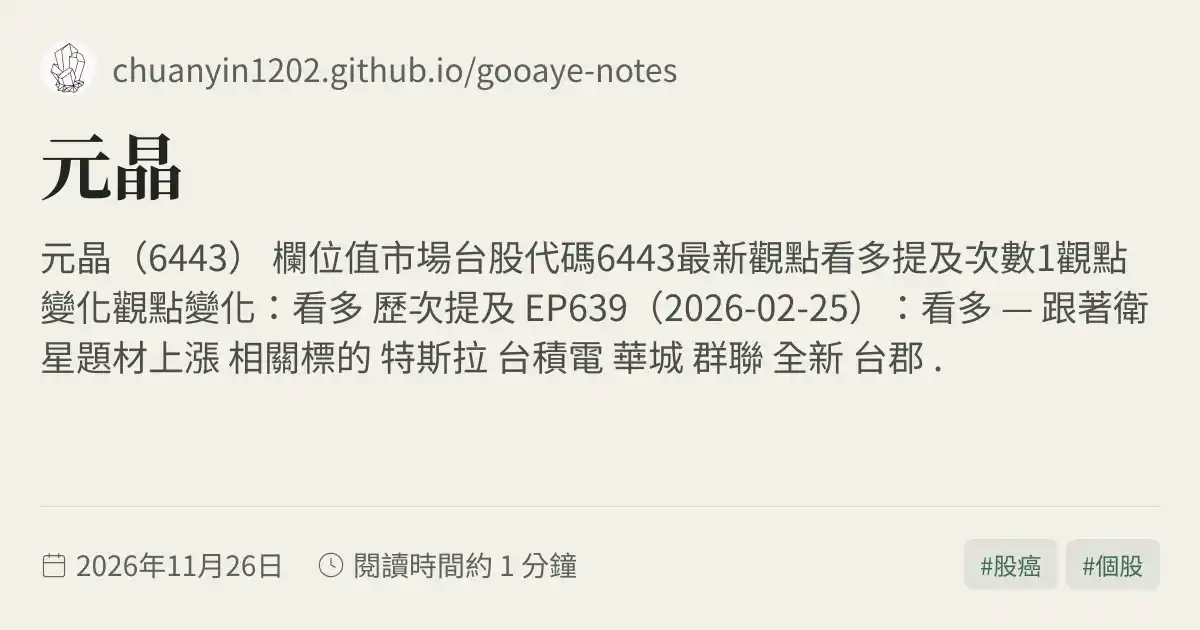 chuanyin1202.github.io/gooaye-notes
元晶
元晶（6443） 欄位值市場台股代碼6443最新觀點看多提及次數1觀點
變化觀點變化：看多 歷次提及 EP639（2026-02-25）：看多 — 跟著衛
星題材上漲 相關標的 特斯拉 台積電 華城 群聯 全新 台郡 .
2026年11月26日 閱讀時間約 1 分鐘 #股癌 #個股